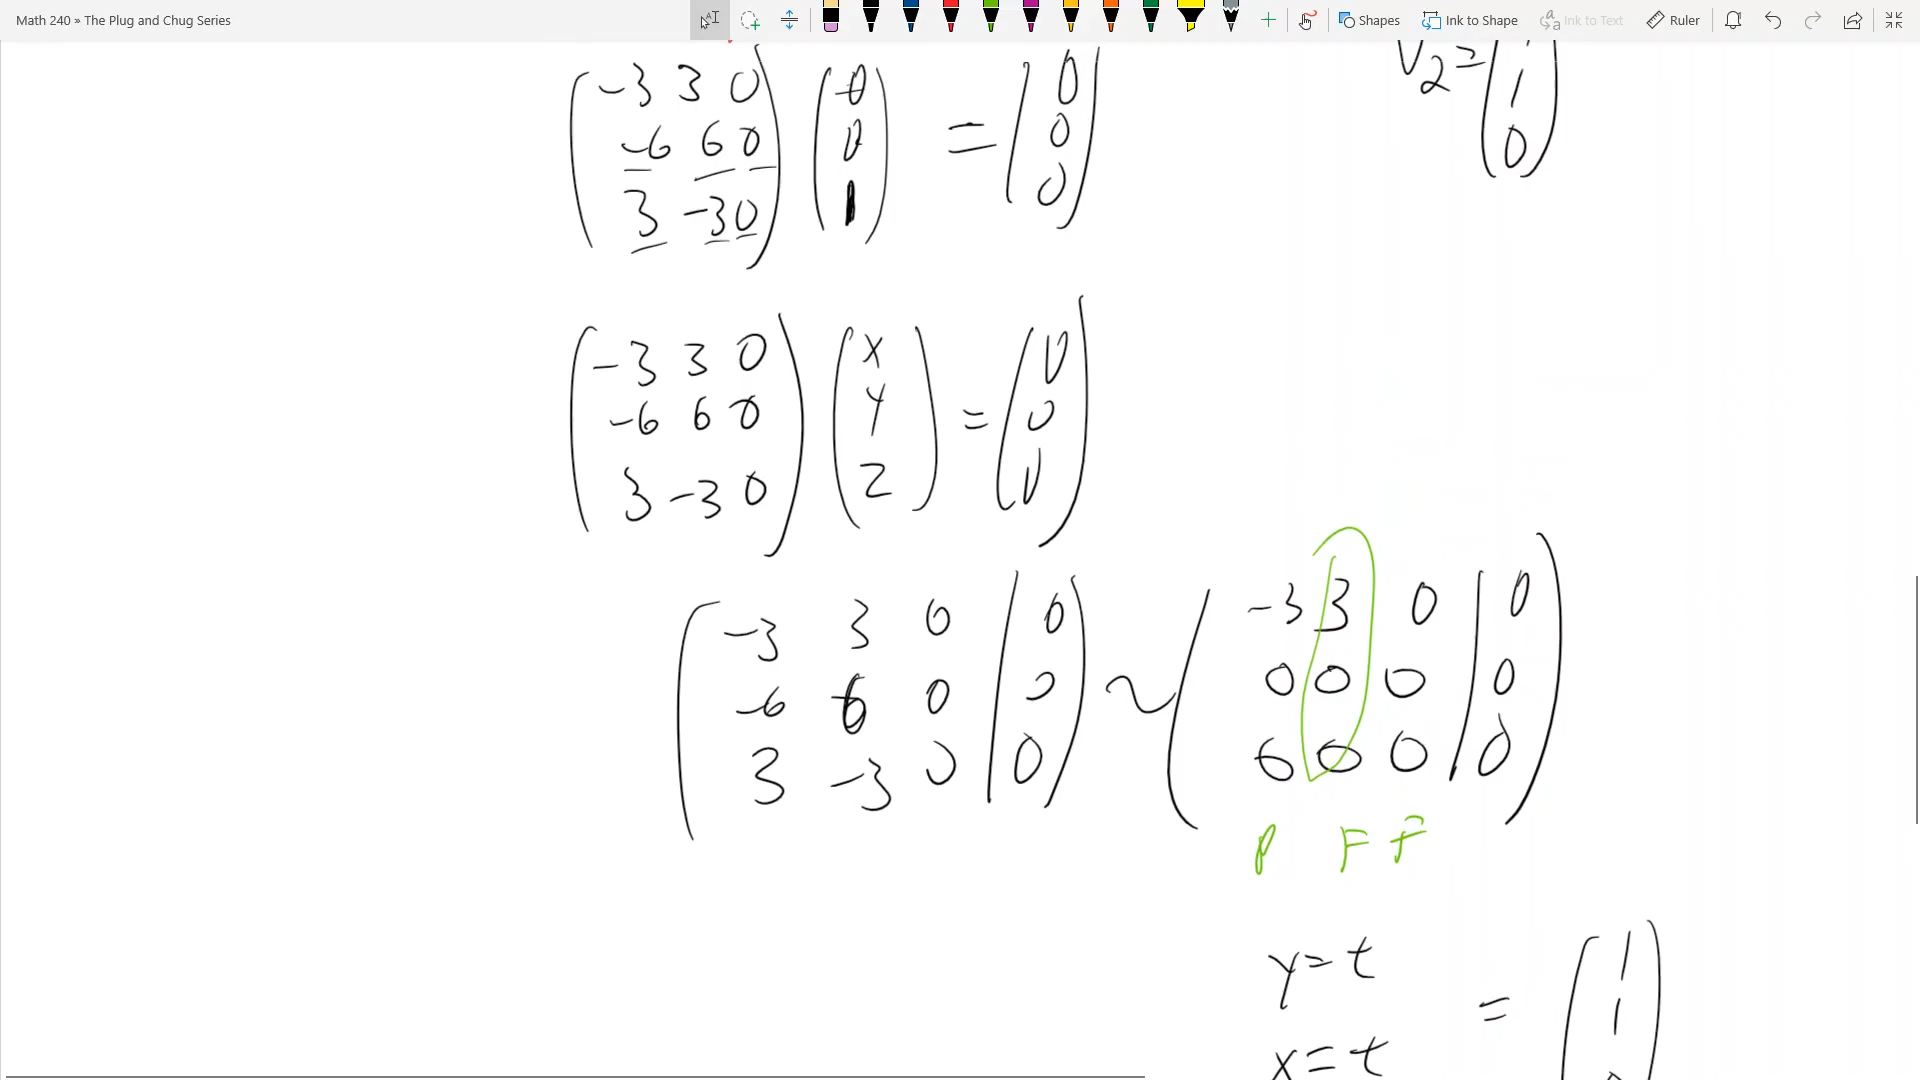 Math 240 » The Plug and Chug Series
Shapes
Ink to Shape
Ink to Text
Ruler
-3 3 0 0 = 0
-6 6 0 0 0
3 -3 0 1 0
V2 = 1
1
0
-3 3 0 x 0
-6 6 0 y = 0
3 -3 0 z 0
-3 3 0 | 0
-6 6 0 | 0
3 -3 0 | 0
~
-3 3 0 | 0
0 0 0 | 0
0 0 0 | 0
P F F
y = t
x = t
= 1
1